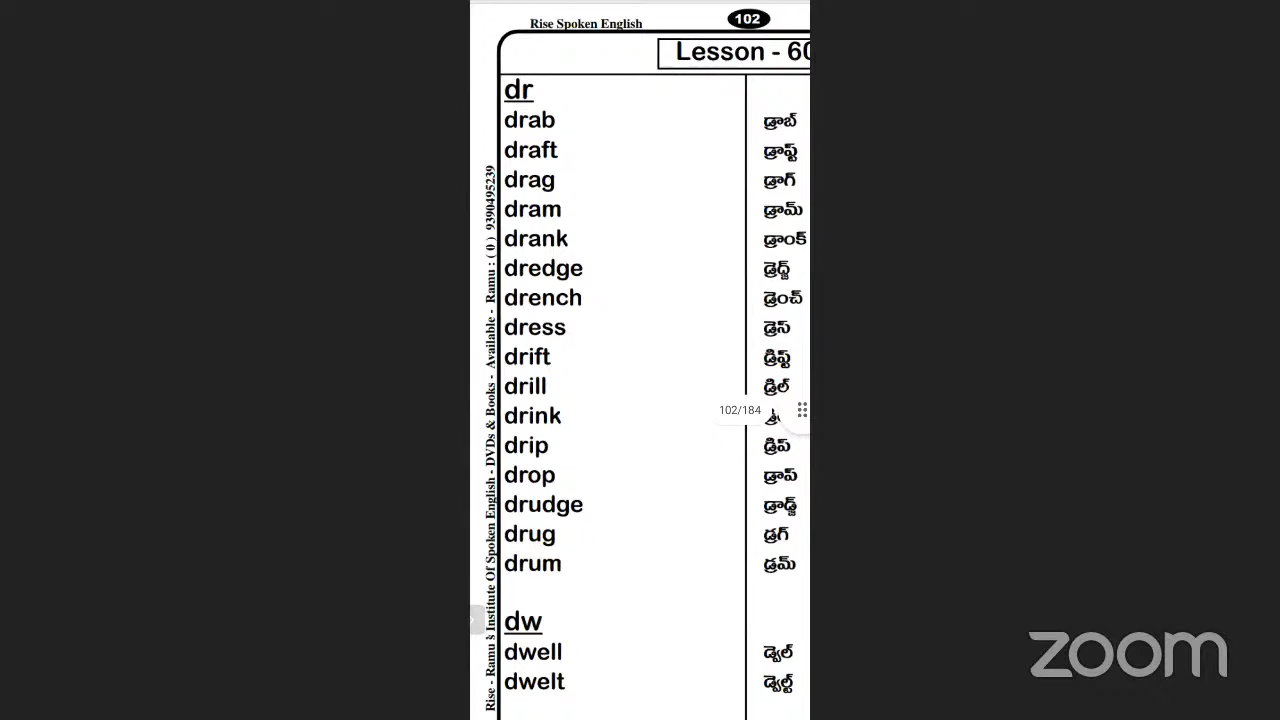 Rise Spoken English 102
Lesson - 60
dr
drab డ్రాబ్
draft డ్రాఫ్ట్
drag డ్రాగ్
dram డ్రామ్
drank డ్రాంక్
dredge డ్రెడ్జ్
drench డ్రెంచ్
dress డ్రెస్
drift డ్రిఫ్ట్
drill డ్రిల్
drink
102/184
drip డ్రిప్
drop డ్రాప్
drudge డ్రాడ్జ్
drug డ్రగ్
drum డ్రమ్
dw
dwell డ్వెల్
dwelt డ్వెల్ట్
Rise - Ramu's Institute Of Spoken English - DVDs & Books - Available - Ramu : ( 0 ) 9390495239
zoom